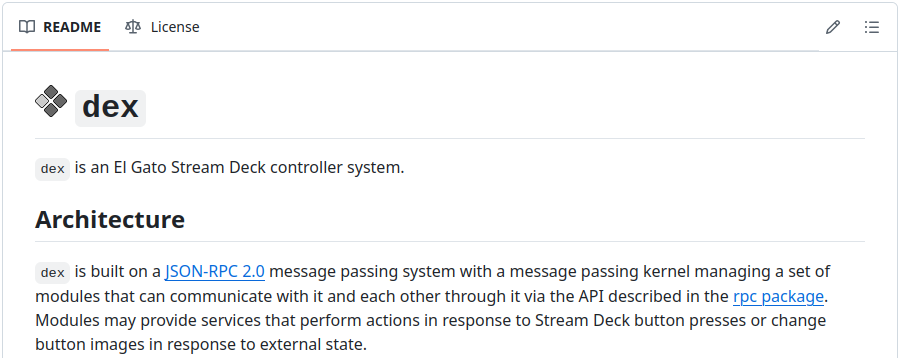 README License
dex
dex is an El Gato Stream Deck controller system.
Architecture
dex is built on a JSON-RPC 2.0 message passing system with a message passing kernel managing a set of
modules that can communicate with it and each other through it via the API described in the rpc package.
Modules may provide services that perform actions in response to Stream Deck button presses or change
button images in response to external state.